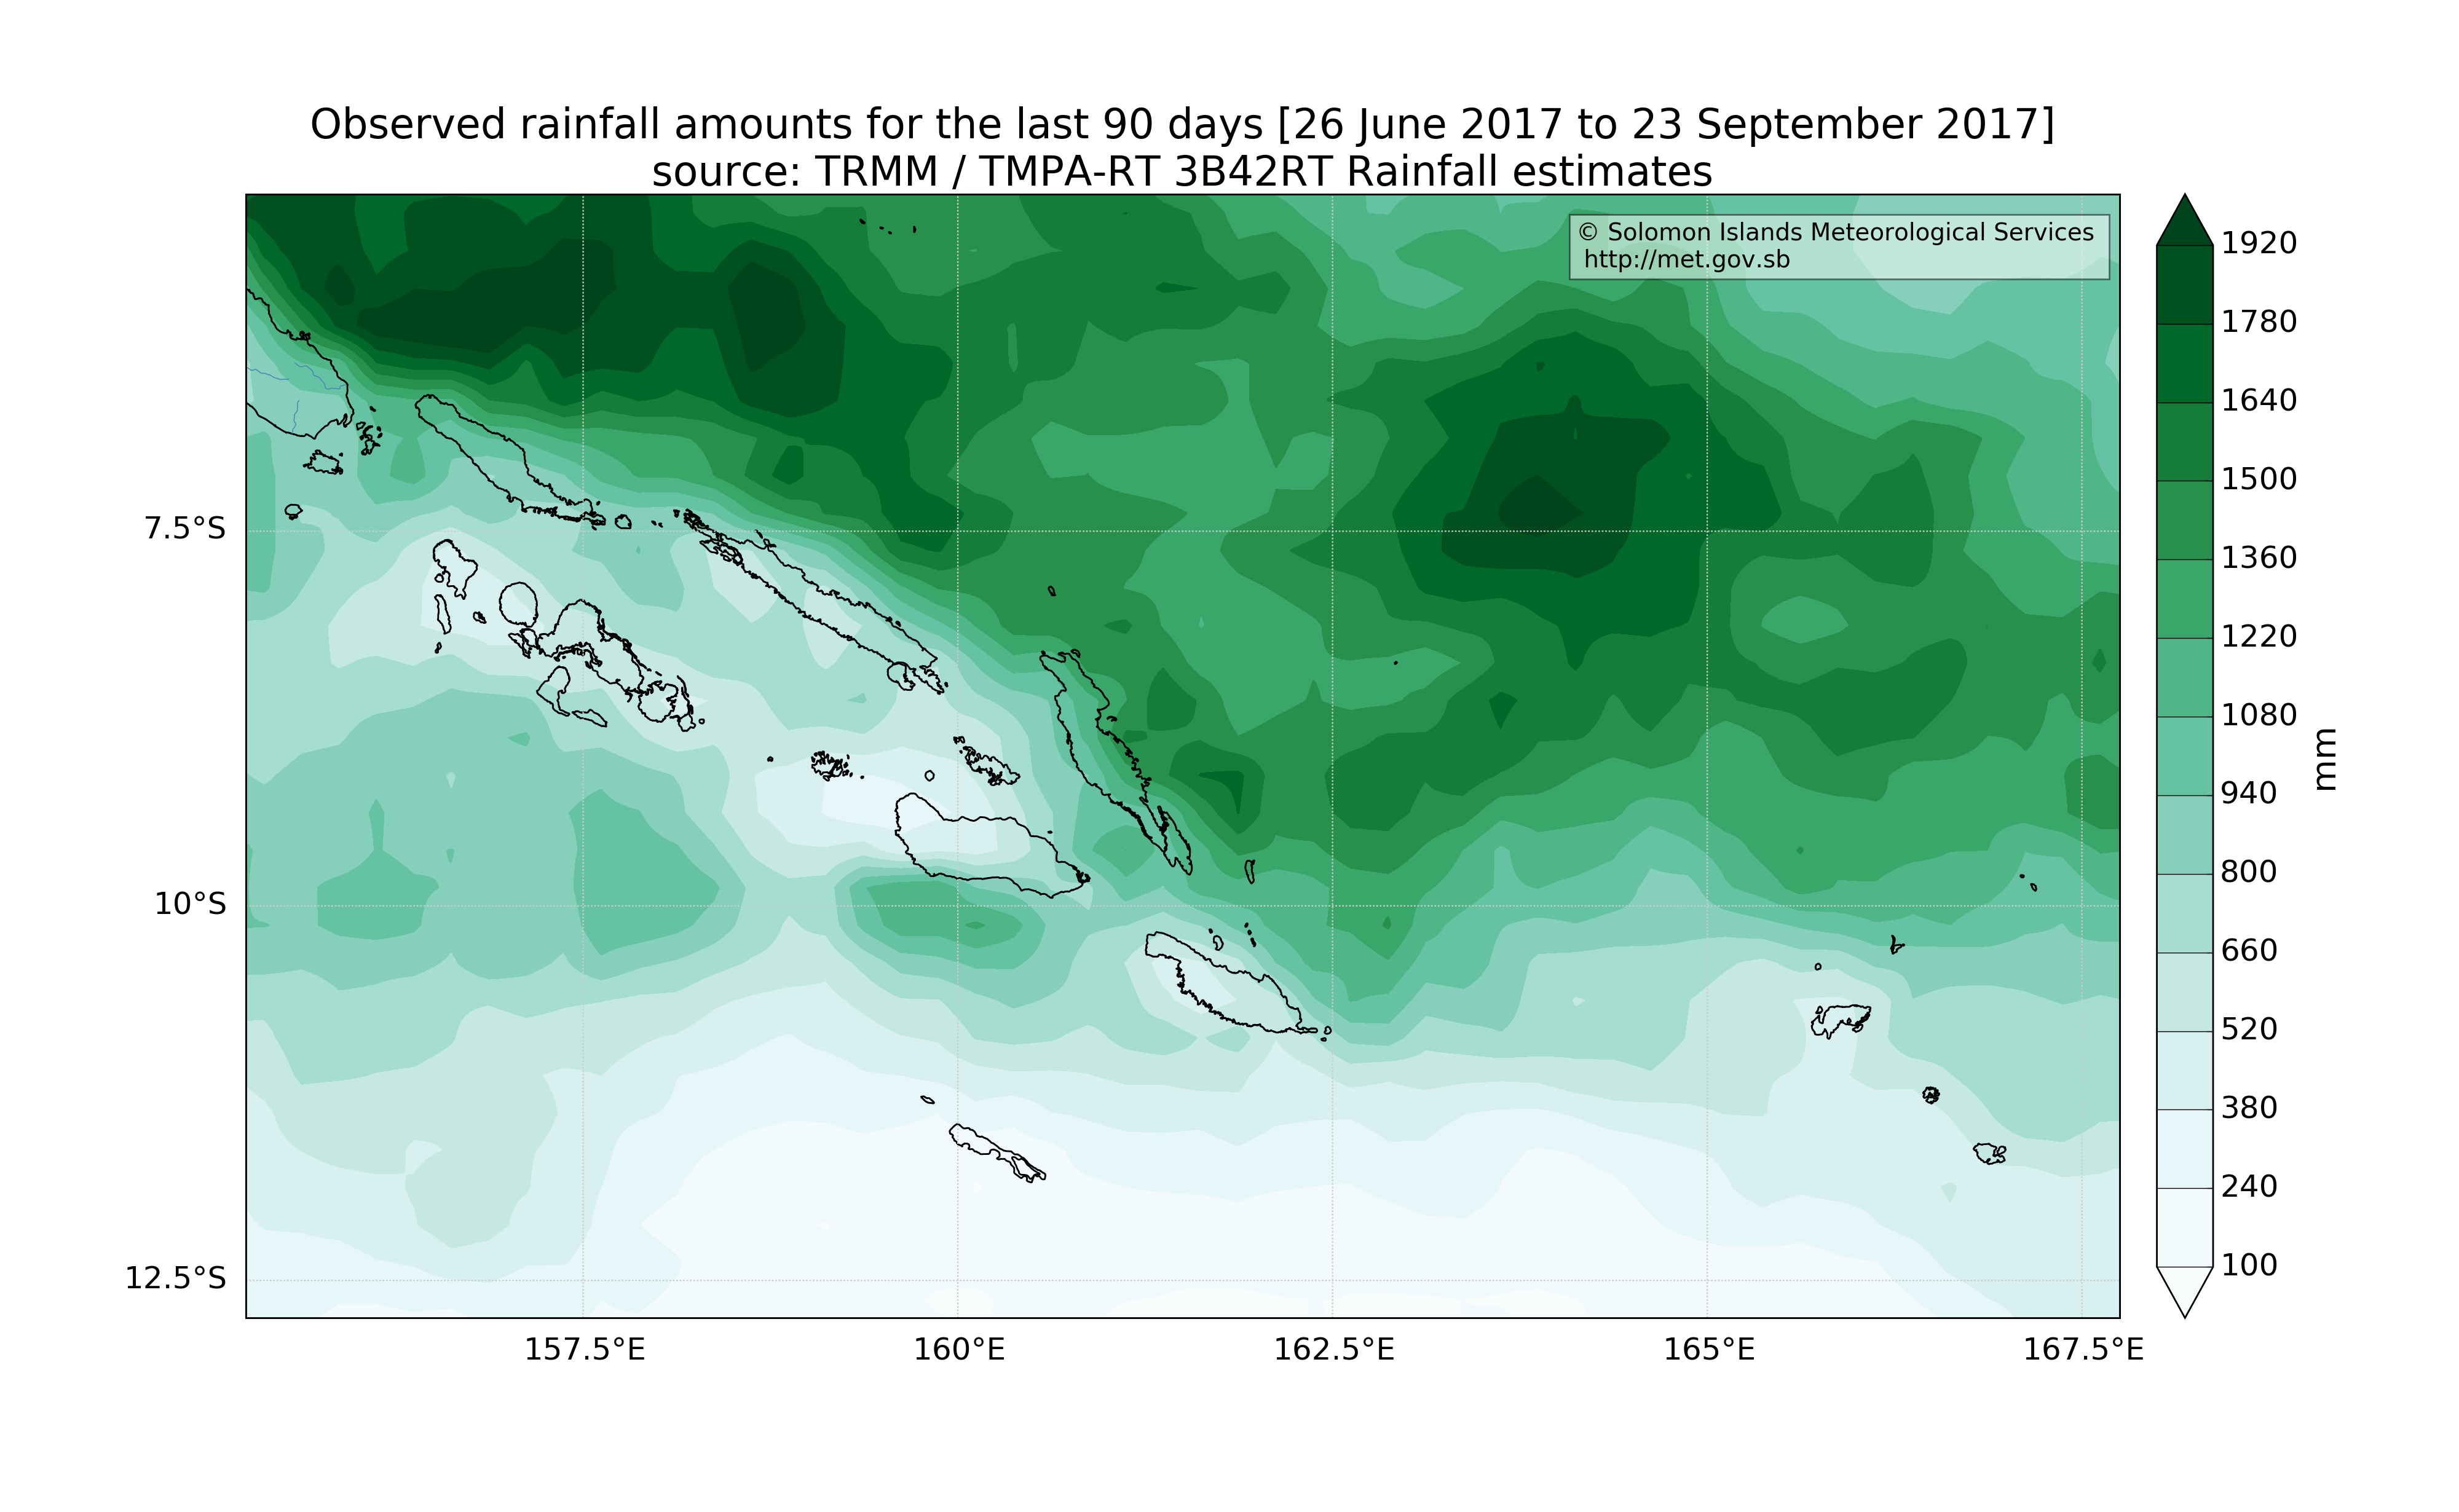 Observed rainfall amounts for the last 90 days [26 June 2017 to 23 September 2017]
source: TRMM / TMPA-RT 3B42RT Rainfall estimates
© Solomon Islands Meteorological Services
http://met.gov.sb
7.5°S
10°S
12.5°S
157.5°E
160°E
162.5°E
165°E
167.5°E
1920
1780
1640
1500
1360
1220
1080
940
800
660
520
380
240
100
mm